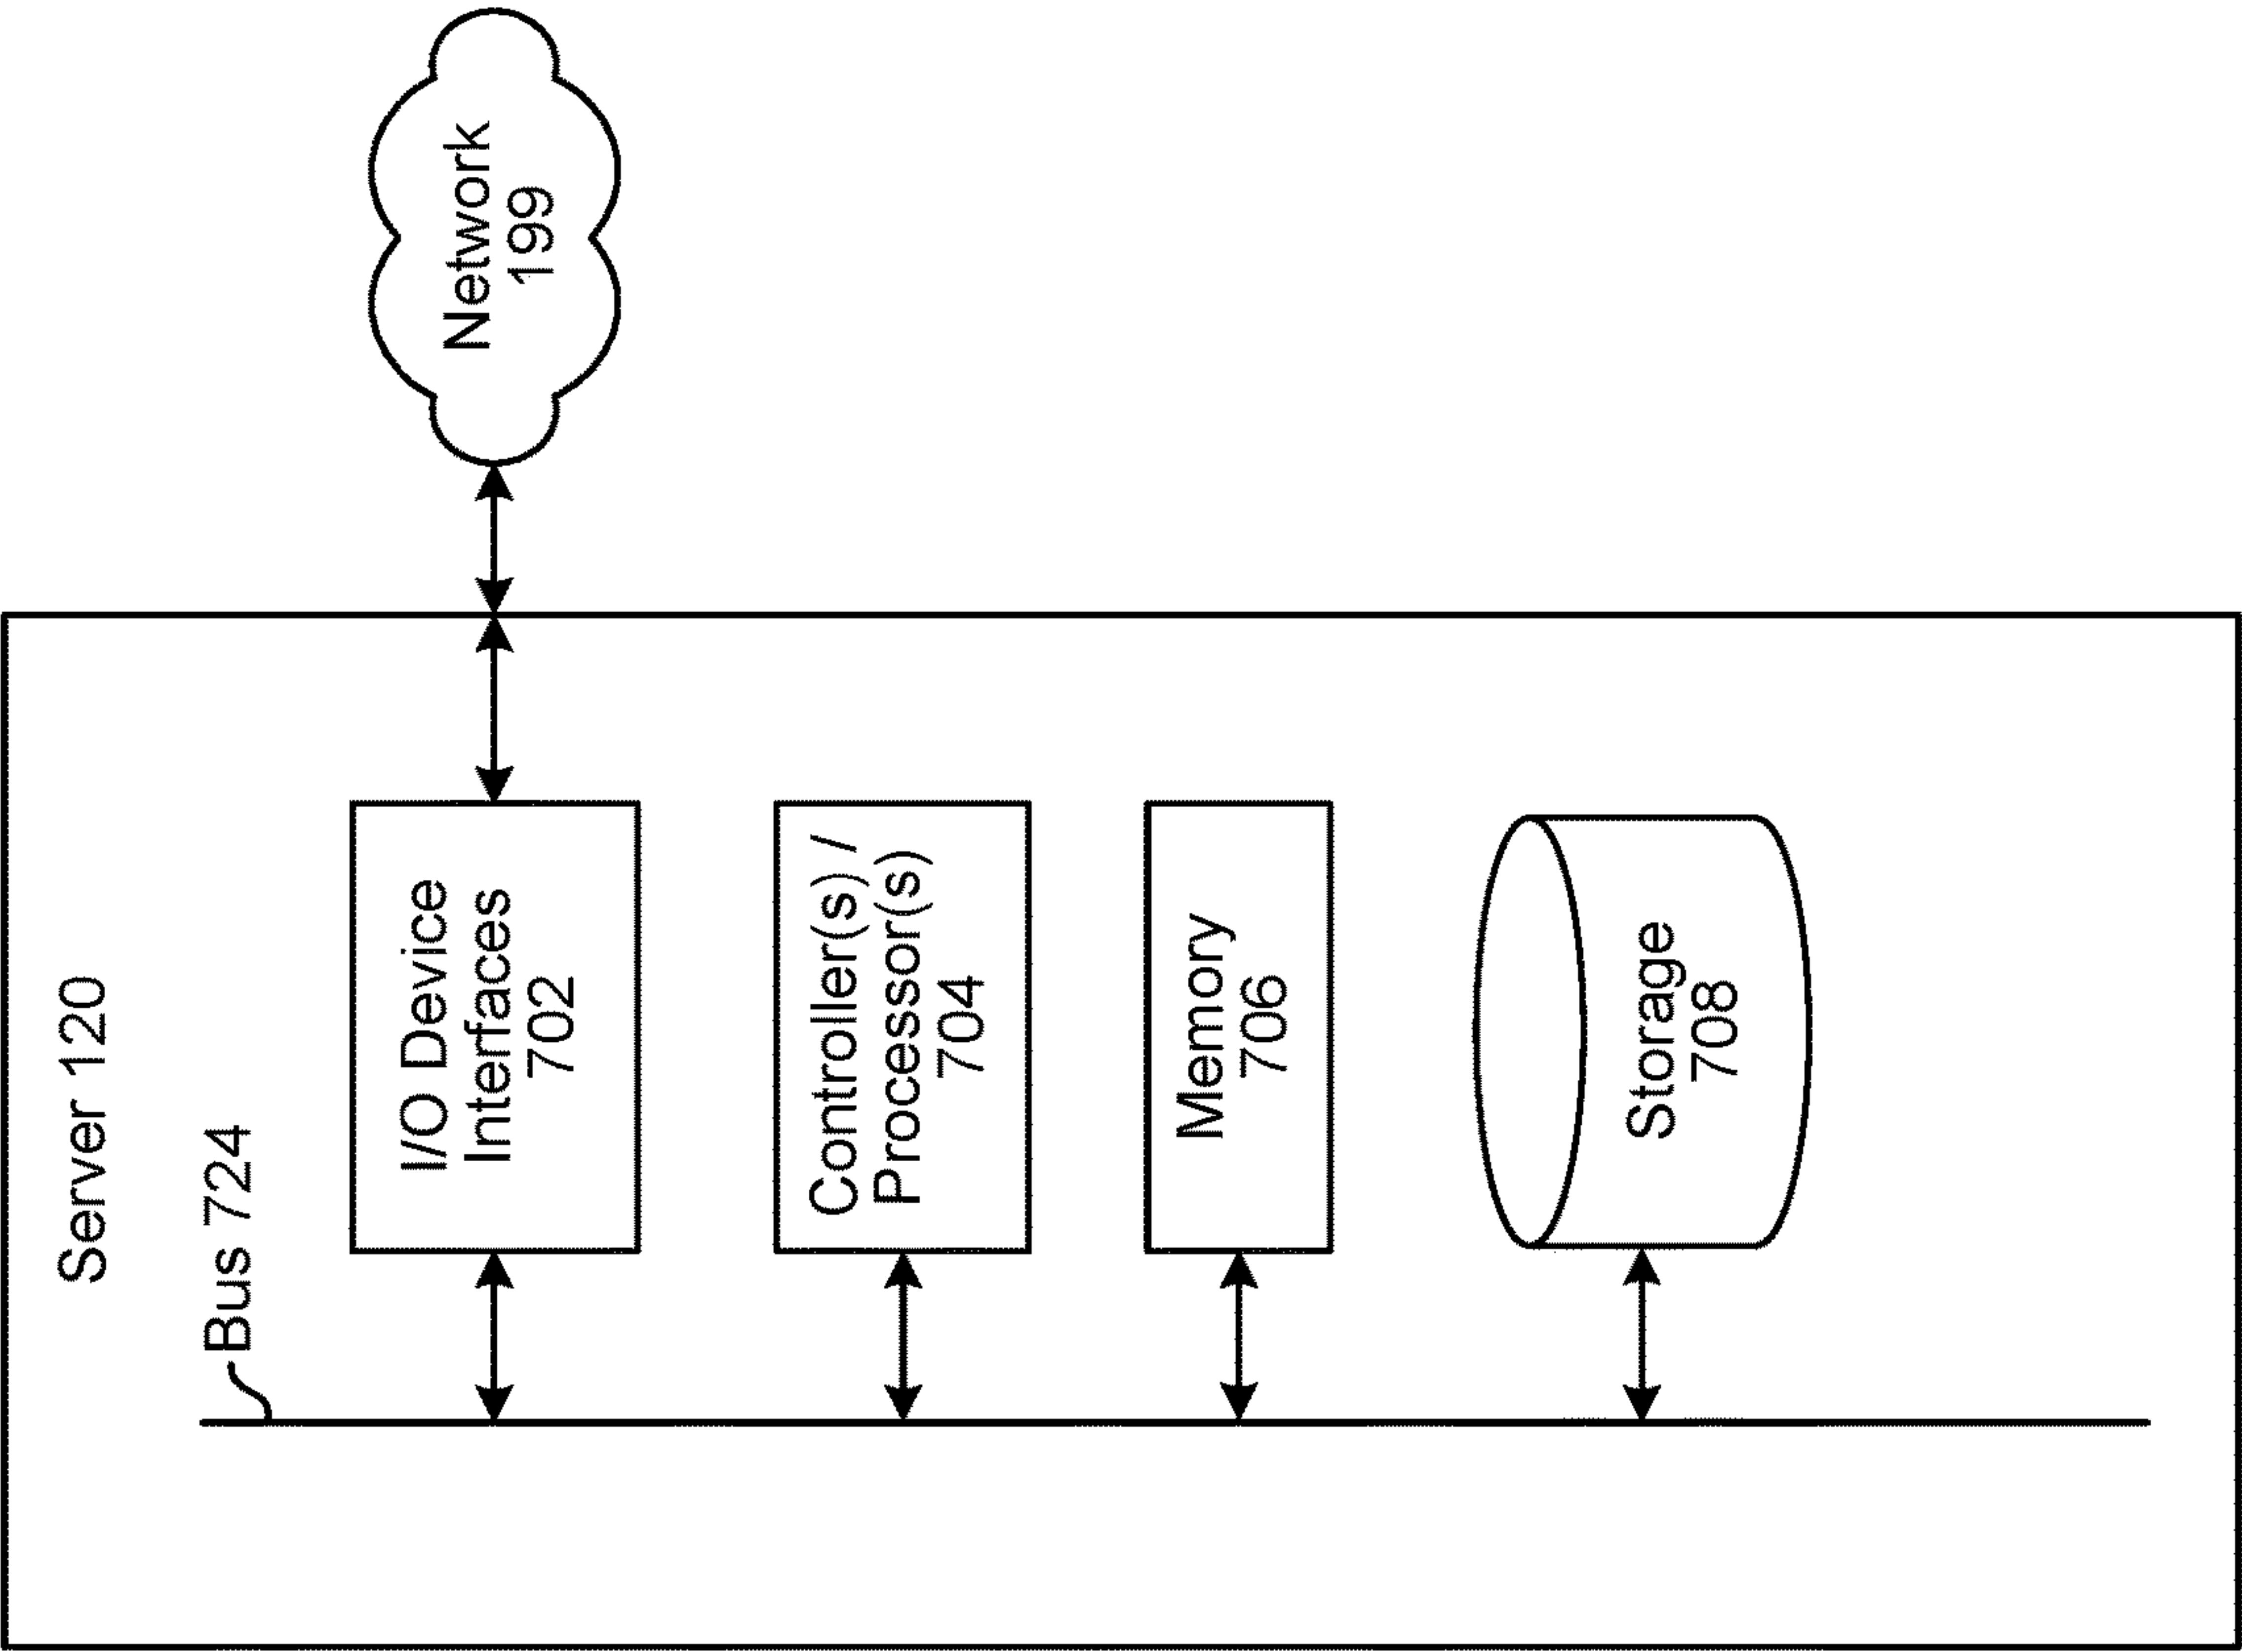 Server 120
Bus 724
I/O Device
Interfaces
702
Network
199
Controller(s) /
Processor(s)
704
Memory
706
Storage
708